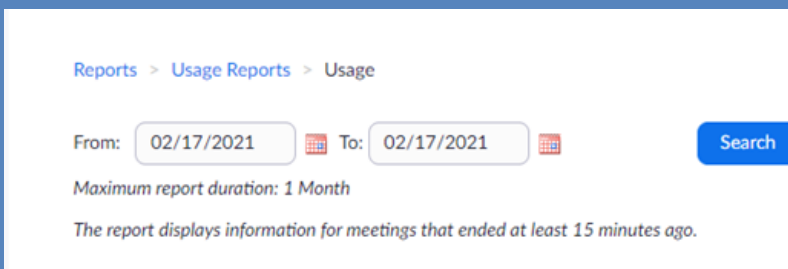 Reports > Usage Reports > Usage
From: 02/17/2021 To: 02/17/2021 Search
Maximum report duration: 1 Month
The report displays information for meetings that ended at least 15 minutes ago.